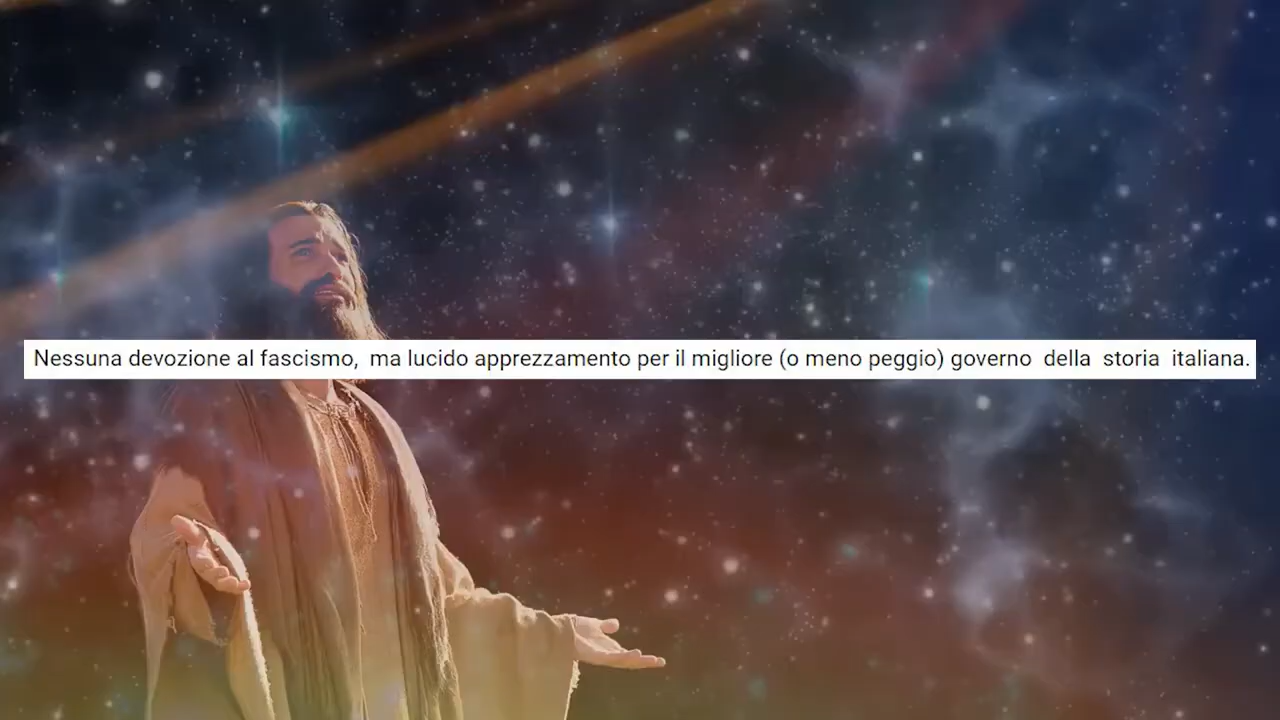 Nessuna devozione al fascismo, ma lucido apprezzamento per il migliore (o meno peggio) governo della storia italiana.